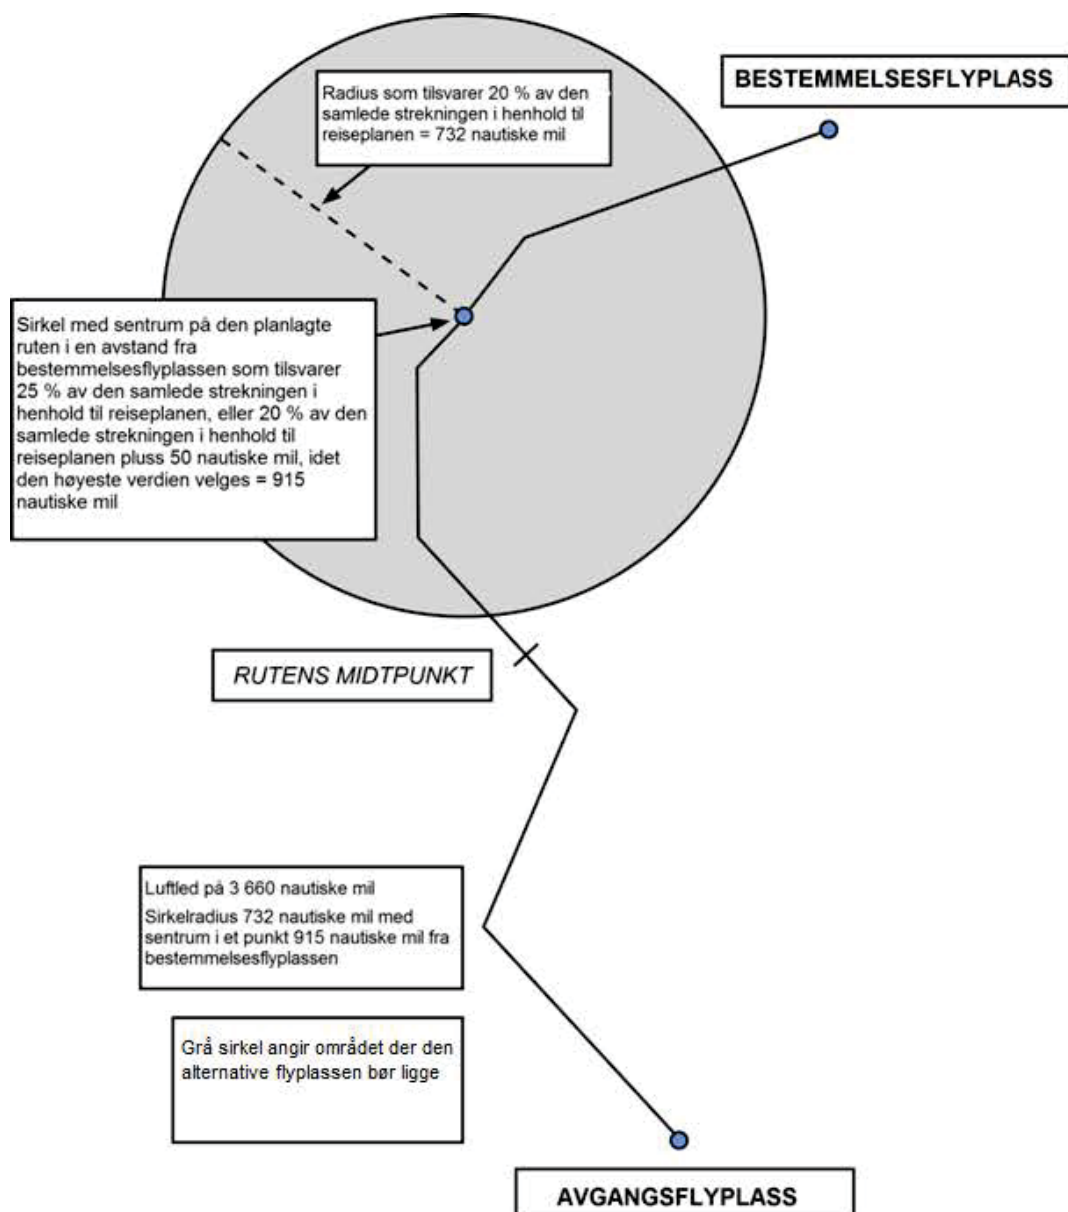 BESTEMMELSESFLYPLASS
Radius som tilsvarer 20 % av den
samlede strekningen i henhold til
reiseplanen = 732 nautiske mil
Sirkel med sentrum på den planlagte
ruten i en avstand fra
bestemmelsesflyplassen som tilsvarer
25 % av den samlede strekningen i
henhold til reiseplanen, eller 20 % av den
samlede strekningen i henhold til
reiseplanen pluss 50 nautiske mil, idet
den høyeste verdien velges = 915
nautiske mil
RUTENS MIDTPUNKT
Luftled på 3 660 nautiske mil
Sirkelradius 732 nautiske mil med
sentrum i et punkt 915 nautiske mil fra
bestemmelsesflyplassen
Grå sirkel angir området der den
alternative flyplassen bør ligge
AVGANGSFLYPLASS